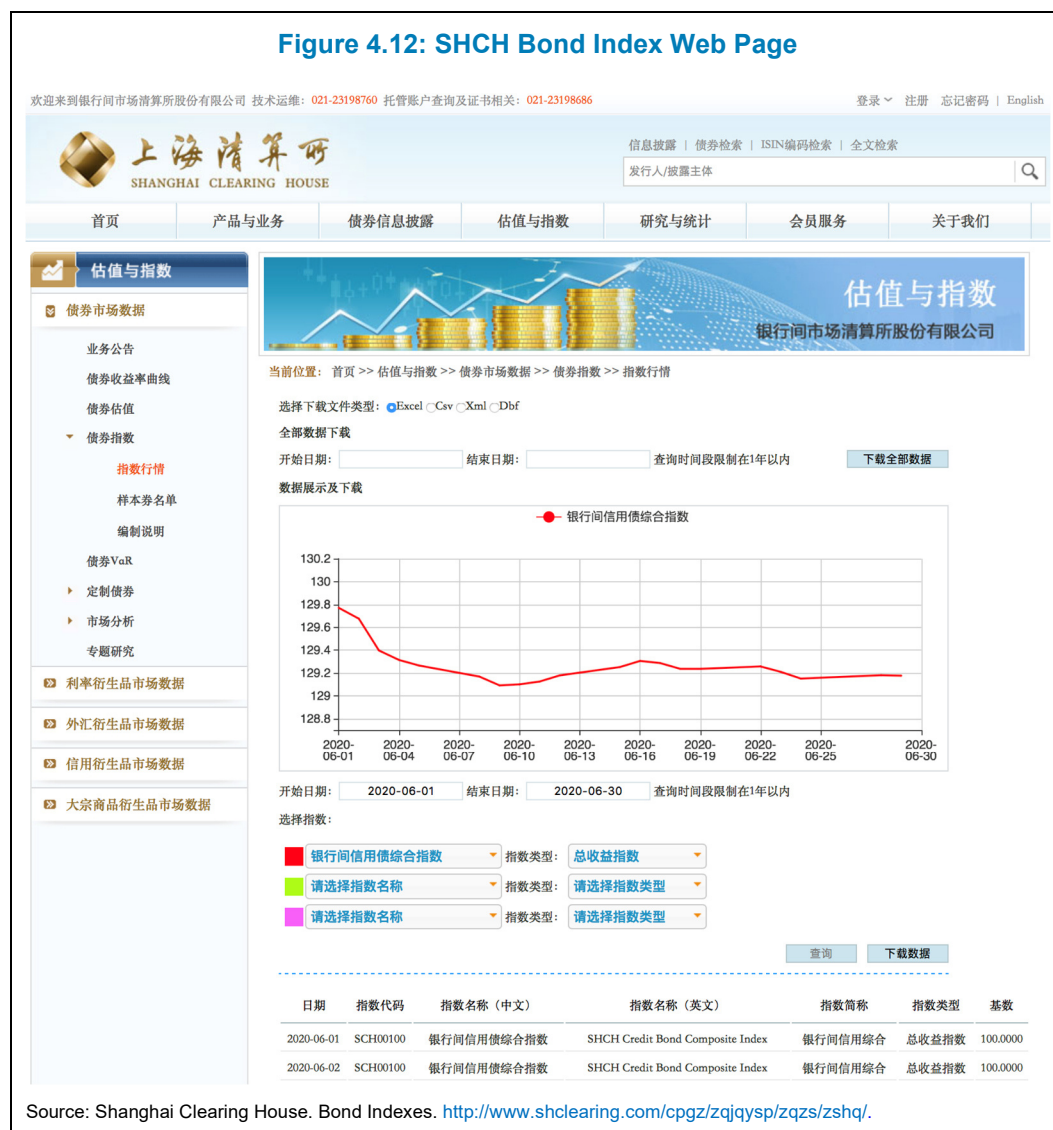 Figure 4.12: SHCH Bond Index Web Page
欢迎来到银行间市场清算所股份有限公司 技术运维：021-23198760 托管账户查询及证书相关：021-23198686 登录 注册 忘记密码 | English
上海清算所
SHANGHAI CLEARING HOUSE
信息披露 | 债券检索 | ISIN编码检索 | 全文检索
发行人/披露主体
首页 产品与业务 债券信息披露 估值与指数 研究与统计 会员服务 关于我们
估值与指数
债券市场数据
业务公告
债券收益率曲线
债券估值
债券指数
指数行情
样本券名单
编制说明
债券VaR
定制债券
市场分析
专题研究
利率衍生品市场数据
外汇衍生品市场数据
信用衍生品市场数据
大宗商品衍生品市场数据
估值与指数
银行间市场清算所股份有限公司
当前位置： 首页 >> 估值与指数 >> 债券市场数据 >> 债券指数 >> 指数行情
选择下载文件类型： Excel Csv Xml Dbf
全部数据下载
开始日期： 结束日期： 查询时间段限制在1年以内 下载全部数据
数据展示及下载
银行间信用债综合指数
130.2
130
129.8
129.6
129.4
129.2
129
128.8
2020- 2020- 2020- 2020- 2020- 2020- 2020- 2020- 2020- 2020-
06-01 06-04 06-07 06-10 06-13 06-16 06-19 06-22 06-25 06-30
开始日期： 2020-06-01 结束日期： 2020-06-30 查询时间段限制在1年以内
选择指数：
银行间信用债综合指数 指数类型： 总收益指数
请选择指数名称 指数类型： 请选择指数类型
请选择指数名称 指数类型： 请选择指数类型
查询 下载数据
日期 指数代码 指数名称（中文） 指数名称（英文） 指数简称 指数类型 基数
2020-06-01 SCH00100 银行间信用债综合指数 SHCH Credit Bond Composite Index 银行间信用综合 总收益指数 100.0000
2020-06-02 SCH00100 银行间信用债综合指数 SHCH Credit Bond Composite Index 银行间信用综合 总收益指数 100.0000
Source: Shanghai Clearing House. Bond Indexes. http://www.shclearing.com/cpgz/zqjqysp/zqzs/zshq/.